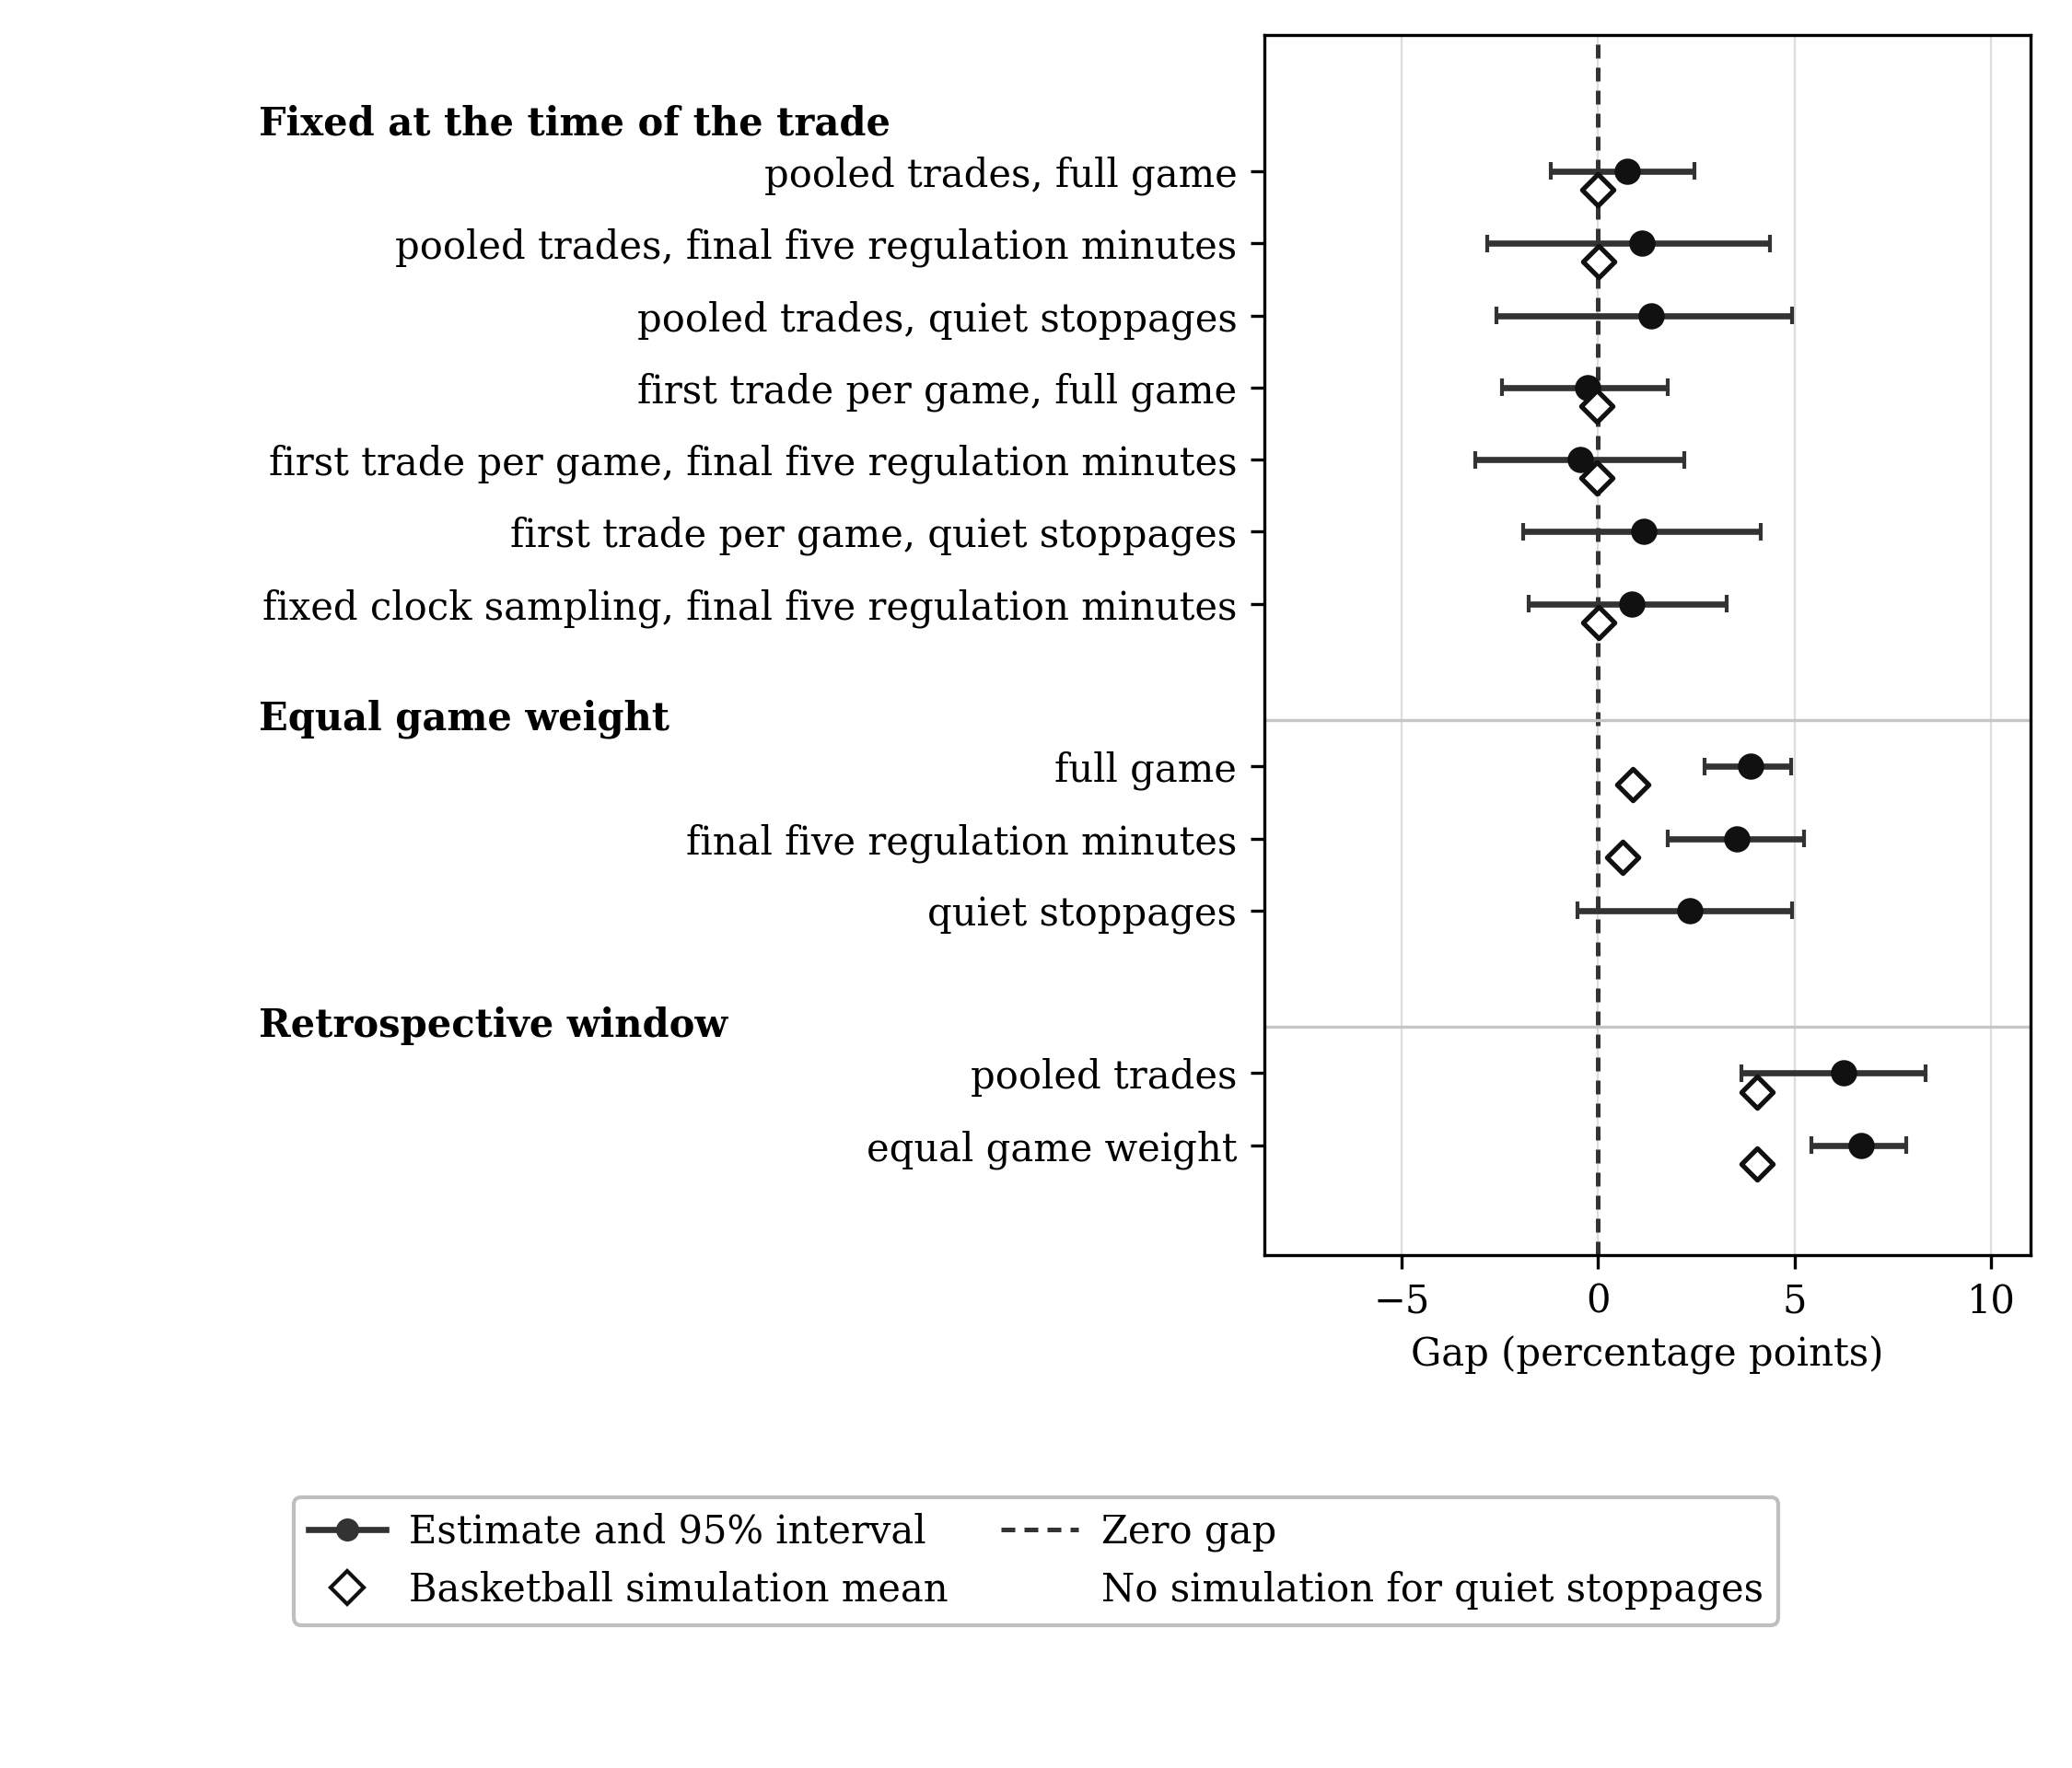 Fixed at the time of the trade
pooled trades, full game
pooled trades, final five regulation minutes
pooled trades, quiet stoppages
first trade per game, full game
first trade per game, final five regulation minutes
first trade per game, quiet stoppages
fixed clock sampling, final five regulation minutes
Equal game weight
full game
final five regulation minutes
quiet stoppages
Retrospective window
pooled trades
equal game weight
−5 0 5 10
Gap (percentage points)
Estimate and 95% interval
Basketball simulation mean
Zero gap
No simulation for quiet stoppages